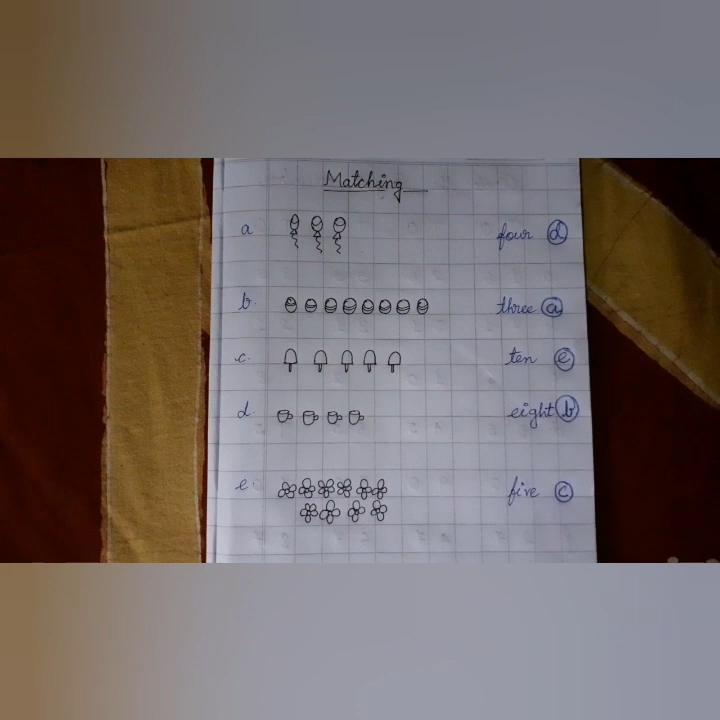 Matching
a four d
b. three a
c. ten e
d. eight b
e. five c